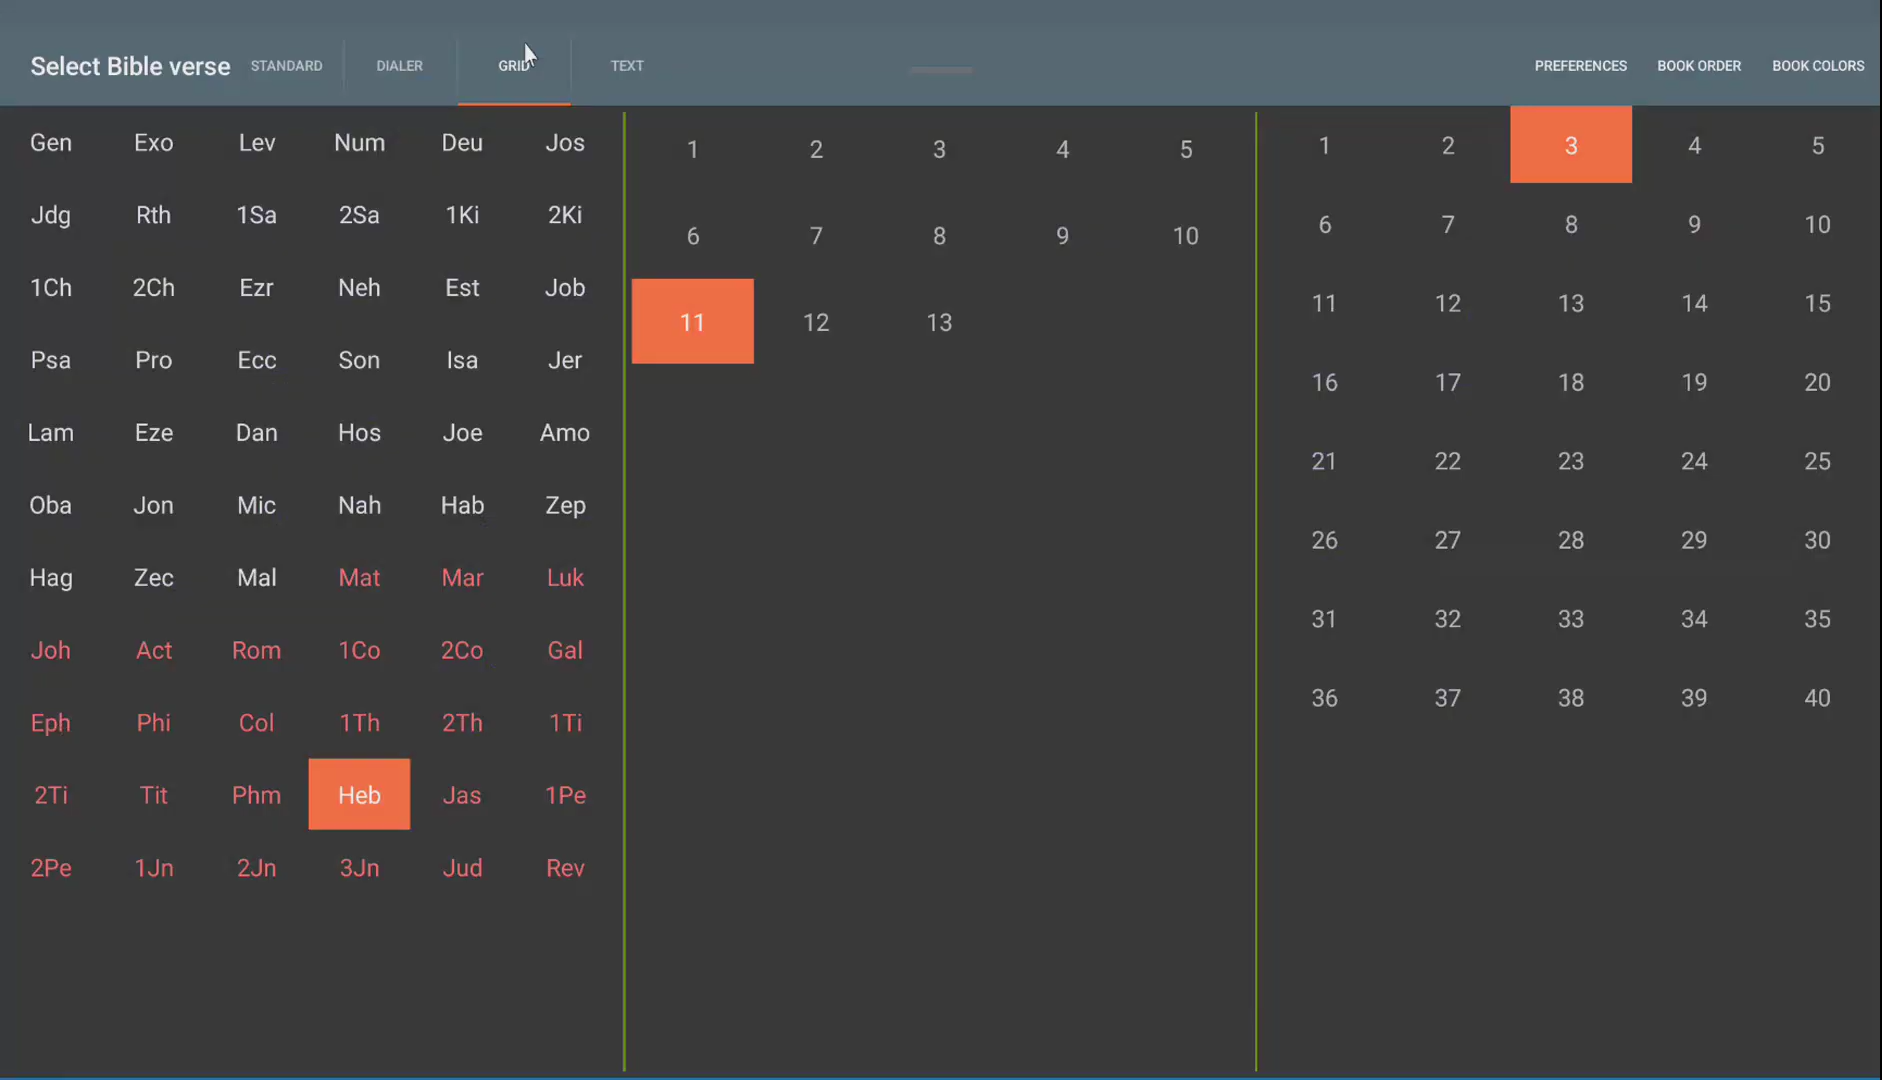 Select Bible verse STANDARD DIALER GRID TEXT PREFERENCES BOOK ORDER BOOK COLORS
Gen Exo Lev Num Deu Jos
Jdg Rth 1Sa 2Sa 1Ki 2Ki
1Ch 2Ch Ezr Neh Est Job
Psa Pro Ecc Son Isa Jer
Lam Eze Dan Hos Joe Amo
Oba Jon Mic Nah Hab Zep
Hag Zec Mal Mat Mar Luk
Joh Act Rom 1Co 2Co Gal
Eph Phi Col 1Th 2Th 1Ti
2Ti Tit Phm Heb Jas 1Pe
2Pe 1Jn 2Jn 3Jn Jud Rev
1 2 3 4 5
6 7 8 9 10
11 12 13
1 2 3 4 5
6 7 8 9 10
11 12 13 14 15
16 17 18 19 20
21 22 23 24 25
26 27 28 29 30
31 32 33 34 35
36 37 38 39 40